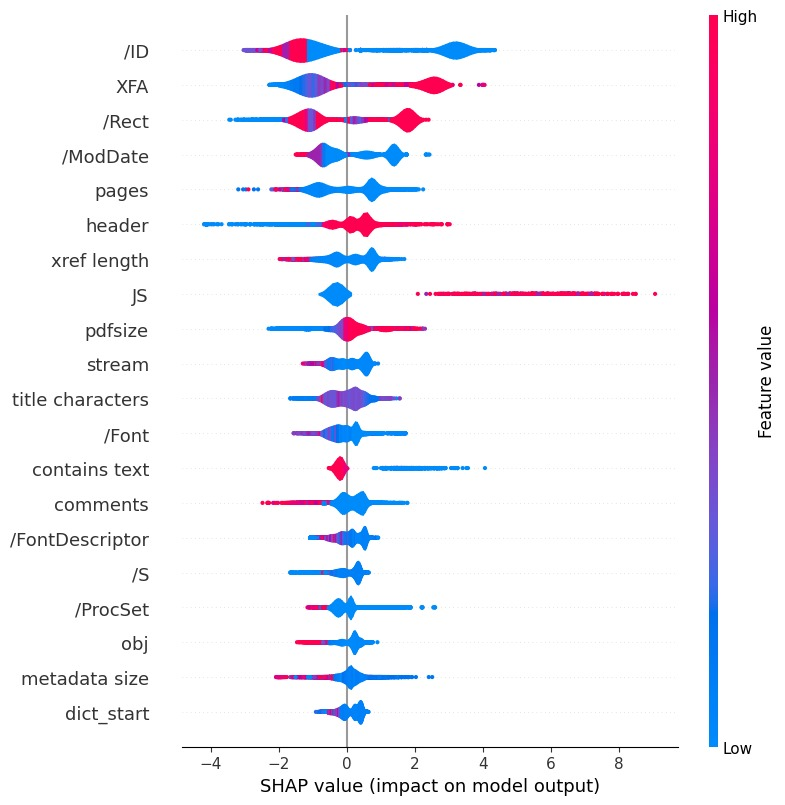 High
/ID
XFA
/Rect
/ModDate
pages
header
xref length
JS
pdfsize
stream
title characters
/Font
contains text
comments
/FontDescriptor
/S
/ProcSet
obj
metadata size
dict_start
Feature value
Low
−4 −2 0 2 4 6 8
SHAP value (impact on model output)